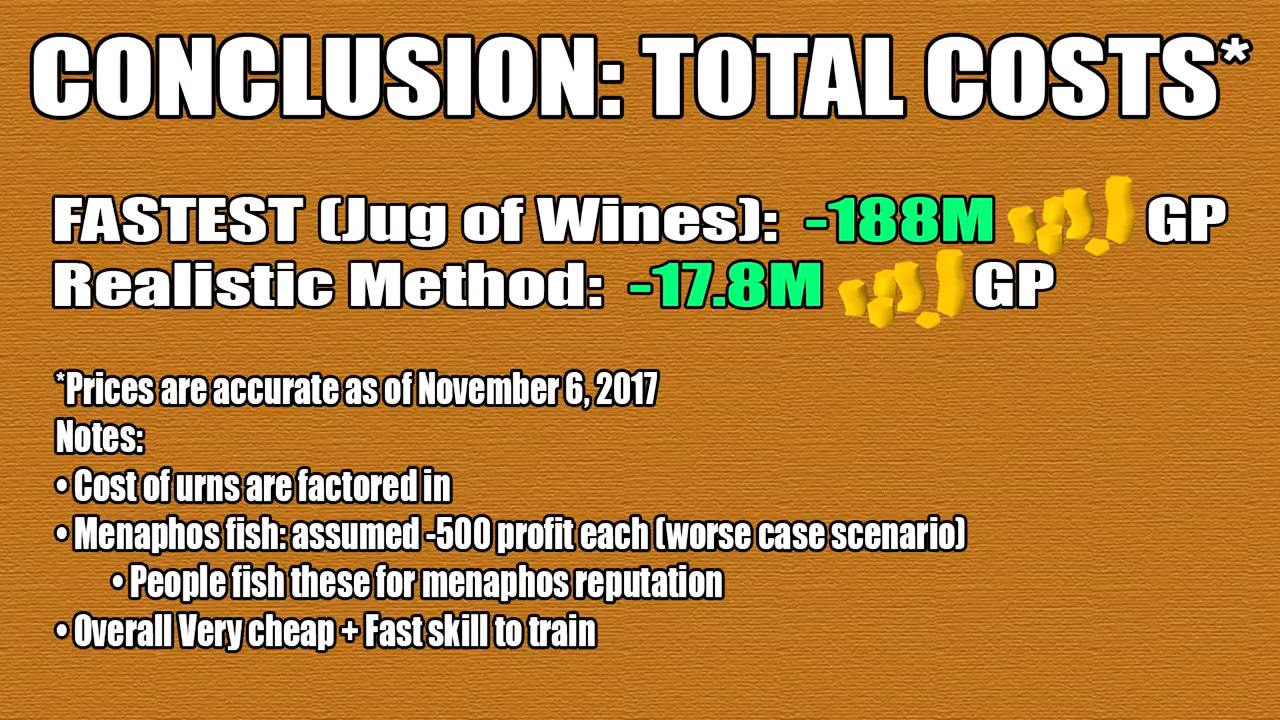 CONCLUSION: TOTAL COSTS*
FASTEST (Jug of Wines): -188M GP
Realistic Method: -17.8M GP
*Prices are accurate as of November 6, 2017
Notes:
• Cost of urns are factored in
• Menaphos fish: assumed -500 profit each (worse case scenario)
• People fish these for menaphos reputation
• Overall Very cheap + Fast skill to train